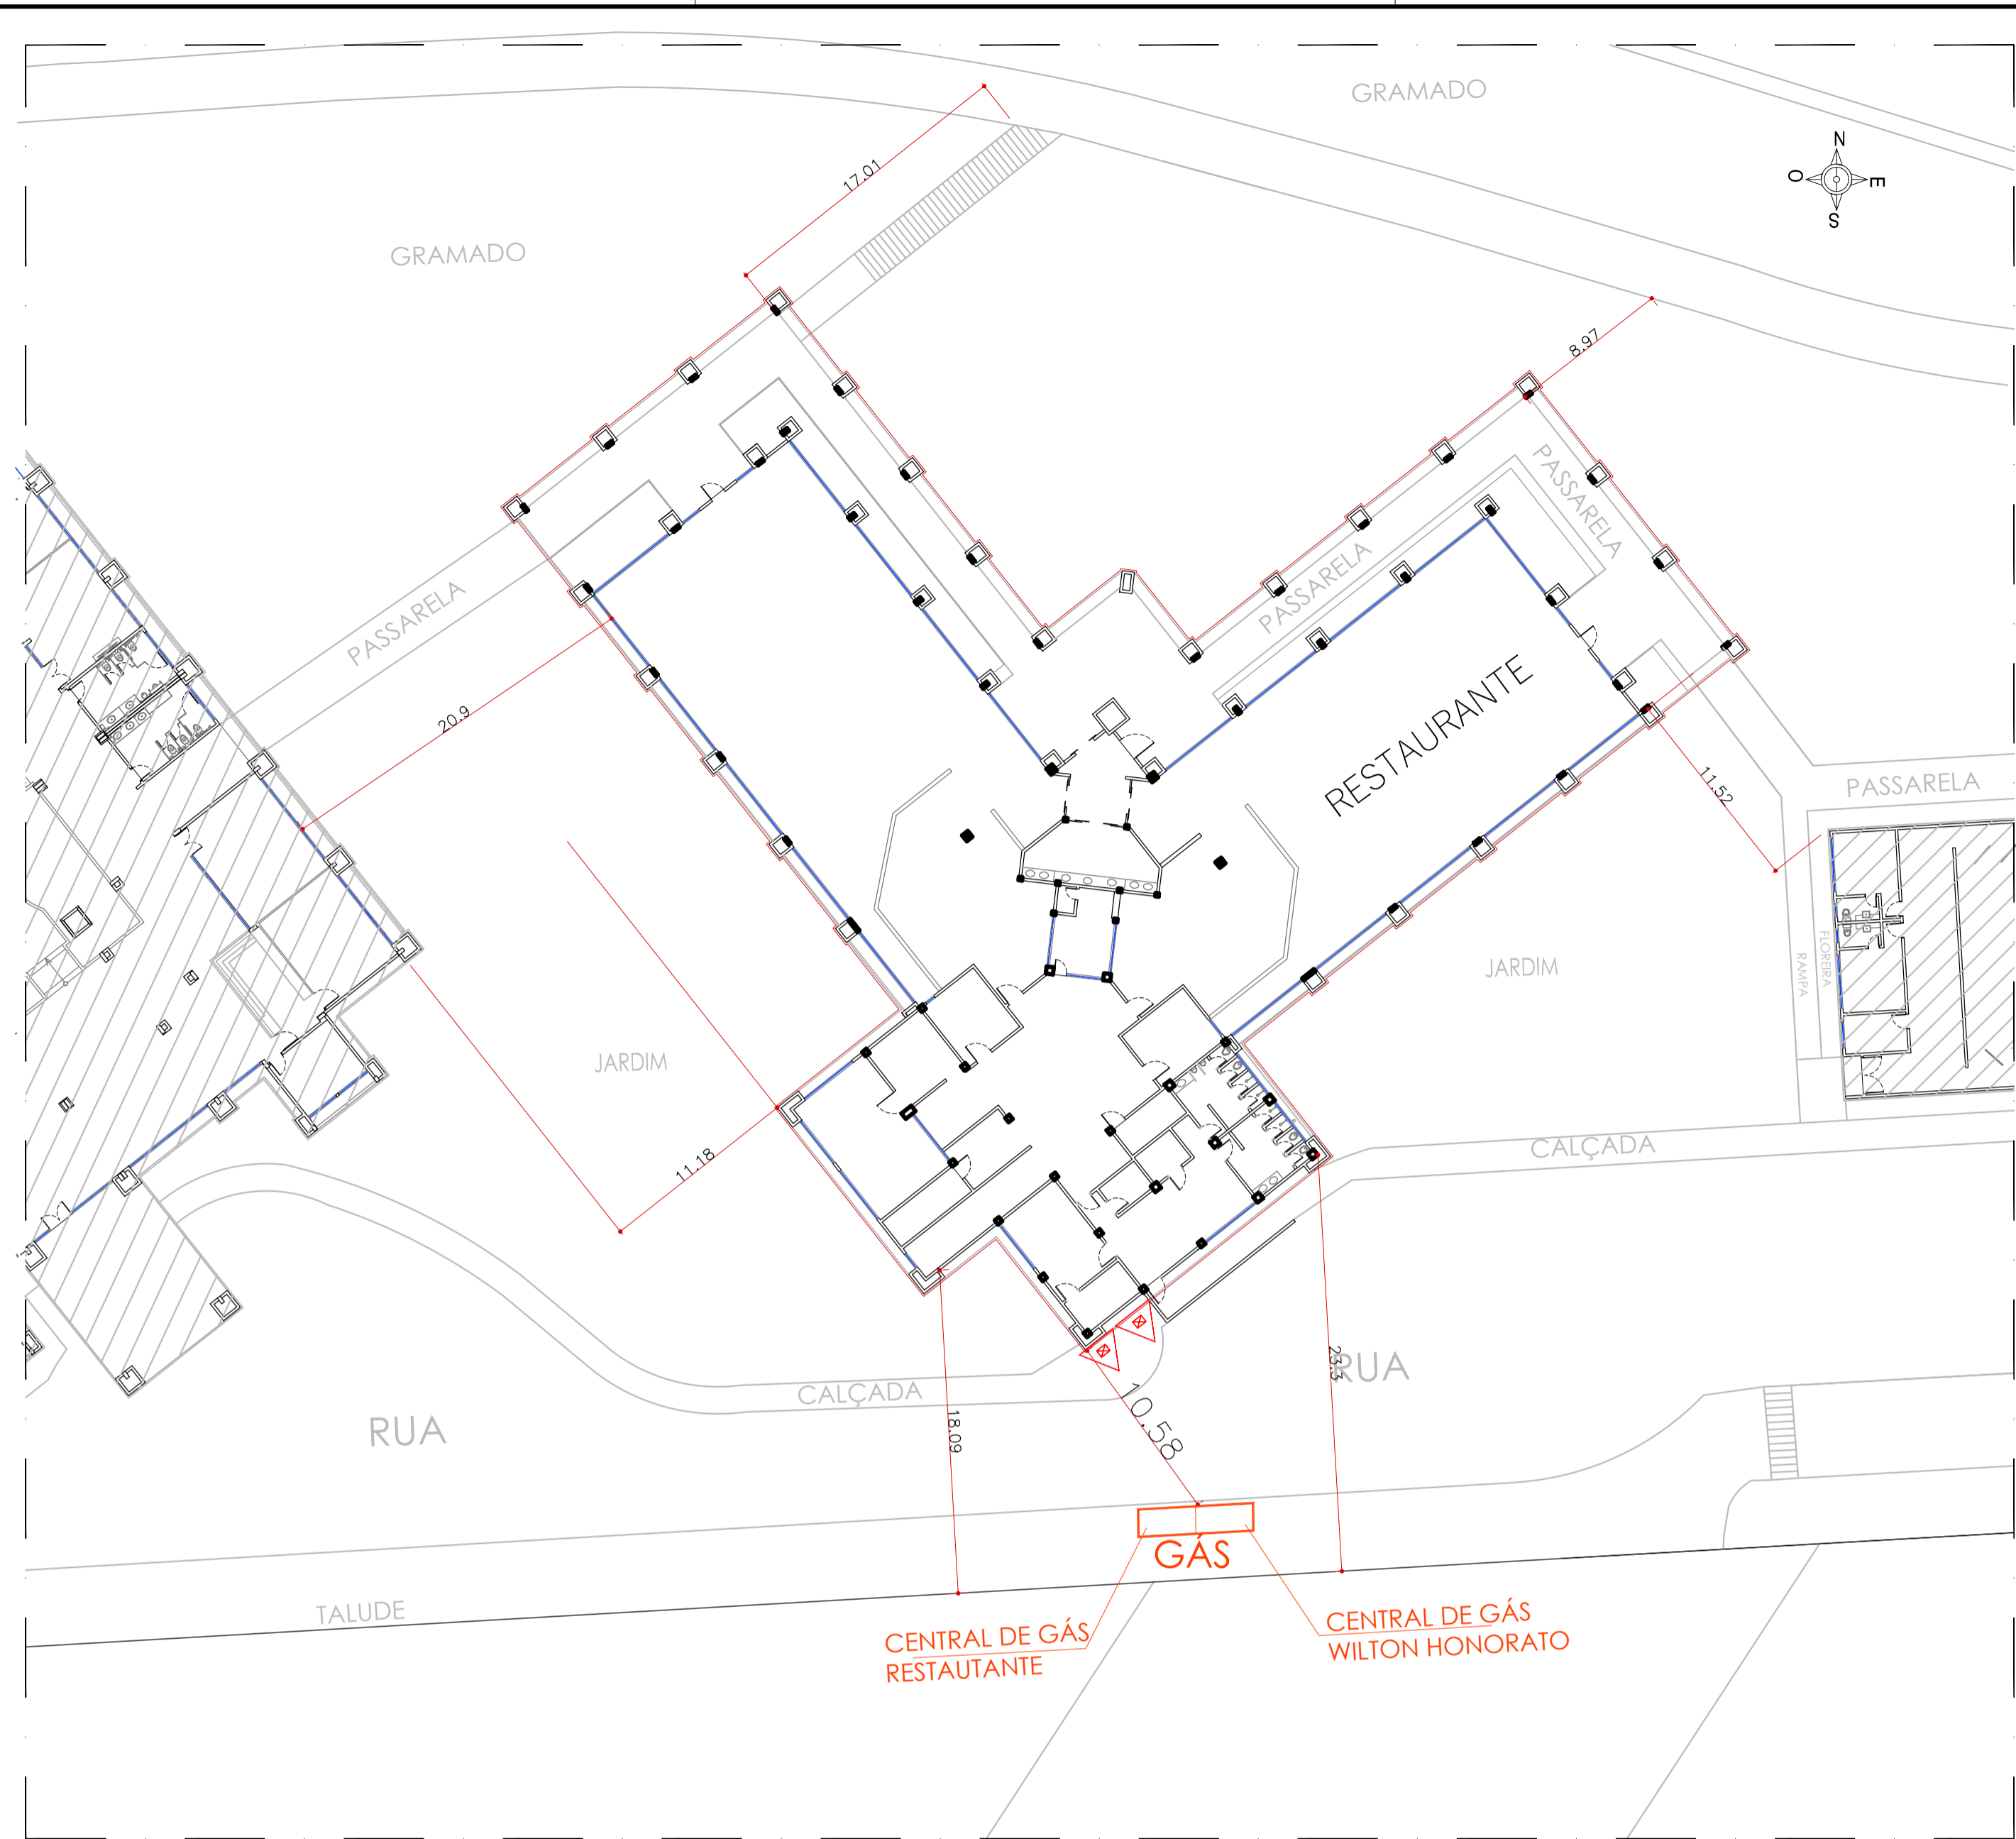 GRAMADO
N
O
E
S
17.01
GRAMADO
8.97
PASSARELA
PASSARELA
PASSARELA
20.9
RESTAURANTE
11.52
PASSARELA
FLOREIRA
RAMPA
JARDIM
JARDIM
CALÇADA
11.18
23.3
RUA
CALÇADA
10.58
18.09
RUA
GÁS
TALUDE
CENTRAL DE GÁS
RESTAUTANTE
CENTRAL DE GÁS
WILTON HONORATO